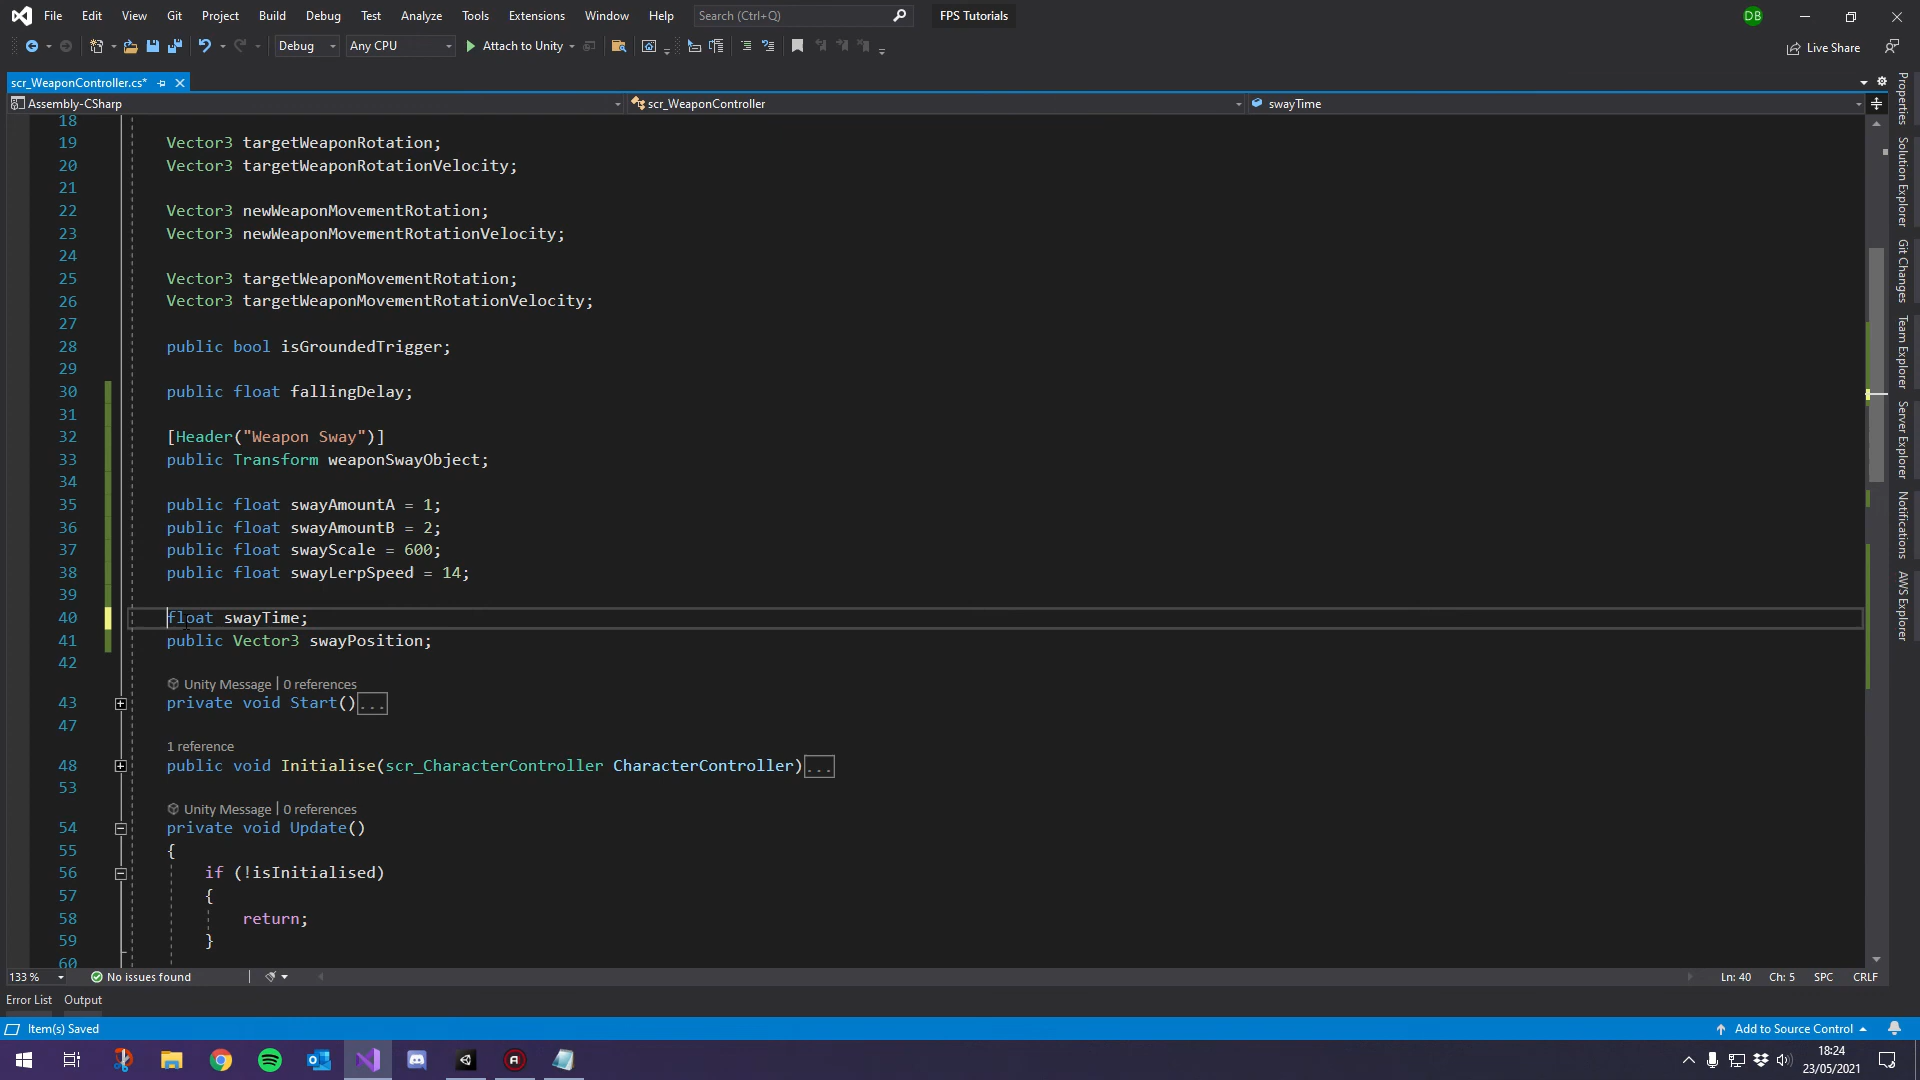 File Edit View Git Project Build Debug Test Analyze Tools Extensions Window Help Search (Ctrl+Q) FPS Tutorials DB
Debug Any CPU Attach to Unity Live Share
scr_WeaponController.cs*
Assembly-CSharp scr_WeaponController swayTime
18
19 Vector3 targetWeaponRotation;
20 Vector3 targetWeaponRotationVelocity;
21
22 Vector3 newWeaponMovementRotation;
23 Vector3 newWeaponMovementRotationVelocity;
24
25 Vector3 targetWeaponMovementRotation;
26 Vector3 targetWeaponMovementRotationVelocity;
27
28 public bool isGroundedTrigger;
29
30 public float fallingDelay;
31
32 [Header("Weapon Sway")]
33 public Transform weaponSwayObject;
34
35 public float swayAmountA = 1;
36 public float swayAmountB = 2;
37 public float swayScale = 600;
38 public float swayLerpSpeed = 14;
39
40 float swayTime;
41 public Vector3 swayPosition;
42
Unity Message | 0 references
43 private void Start()...
47
1 reference
48 public void Initialise(scr_CharacterController CharacterController)...
53
Unity Message | 0 references
54 private void Update()
55 {
56 if (!isInitialised)
57 {
58 return;
59 }
60
133 % No issues found Ln: 40 Ch: 5 SPC CRLF
Error List Output
Item(s) Saved Add to Source Control
18:24
23/05/2021
Properties
Solution Explorer
Git Changes
Team Explorer
Server Explorer
Notifications
AWS Explorer